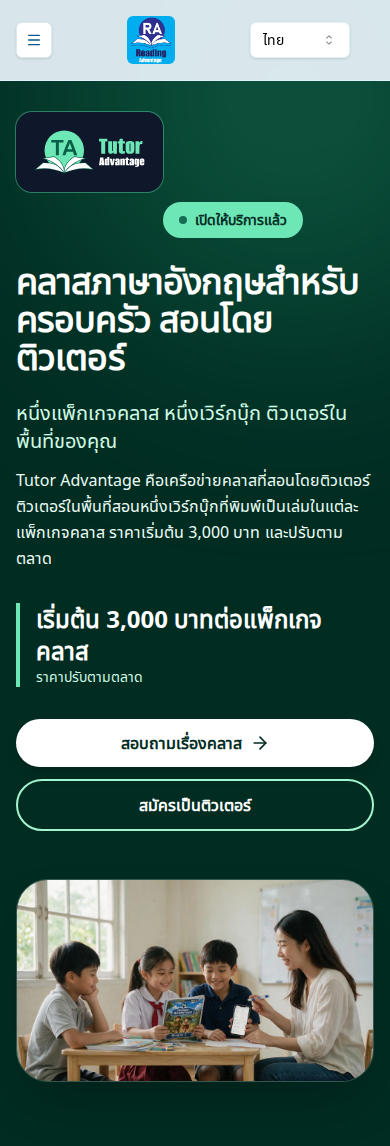 RA
Reading
Advantage
ไทย
TA
Tutor
Advantage
เปิดให้บริการแล้ว
คลาสภาษาอังกฤษสำหรับ
ครอบครัว สอนโดย
ติวเตอร์
หนึ่งแพ็กเกจคลาส หนึ่งเวิร์กบุ๊ก ติวเตอร์ใน
พื้นที่ของคุณ
Tutor Advantage คือเครือข่ายคลาสที่สอนโดยติวเตอร์
ติวเตอร์ในพื้นที่สอนหนึ่งเวิร์กบุ๊กที่พิมพ์เป็นเล่มในแต่ละ
แพ็กเกจคลาส ราคาเริ่มต้น 3,000 บาท และปรับตาม
ตลาด
เริ่มต้น 3,000 บาทต่อแพ็กเกจ
คลาส
ราคาปรับตามตลาด
สอบถามเรื่องคลาส
สมัครเป็นติวเตอร์